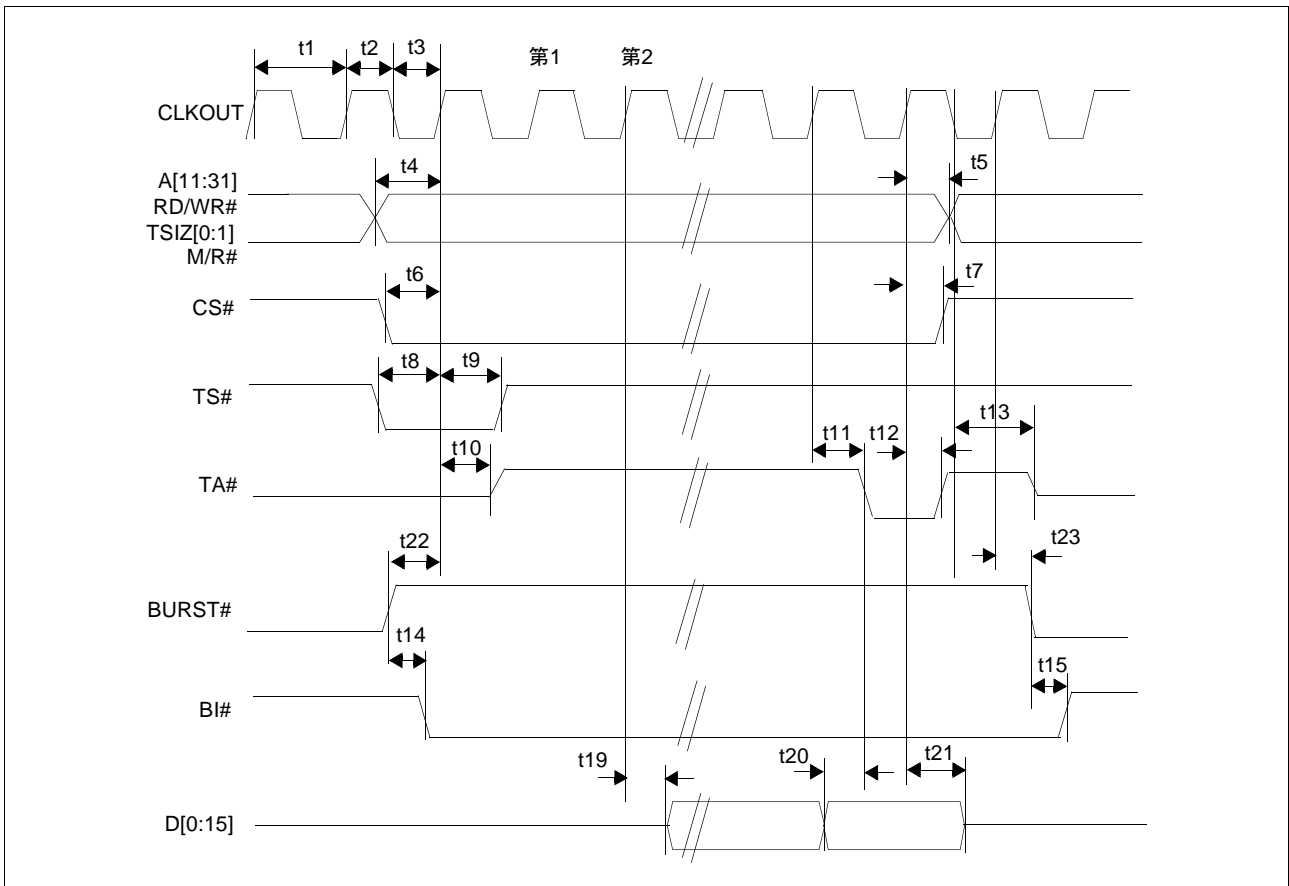 t1 t2 t3 第1 第2
CLKOUT
t4 t5
A[11:31]
RD/WR#
TSIZ[0:1]
M/R#
t6 t7
CS#
t8 t9
TS#
t10 t11 t12 t13
TA#
t22 t23
BURST#
t14 t15
BI#
t19 t20 t21
D[0:15]